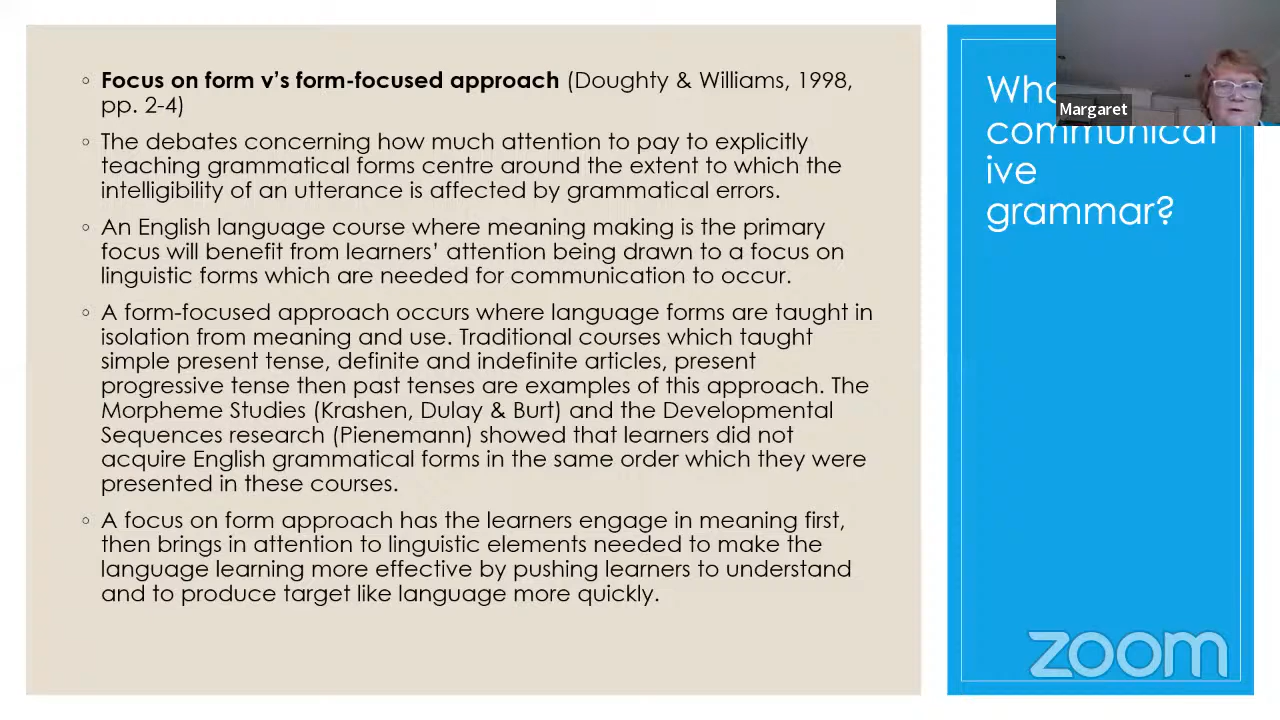 Focus on form v’s form-focused approach (Doughty & Williams, 1998,
pp. 2-4)
The debates concerning how much attention to pay to explicitly
teaching grammatical forms centre around the extent to which the
intelligibility of an utterance is affected by grammatical errors.
An English language course where meaning making is the primary
focus will benefit from learners’ attention being drawn to a focus on
linguistic forms which are needed for communication to occur.
A form-focused approach occurs where language forms are taught in
isolation from meaning and use. Traditional courses which taught
simple present tense, definite and indefinite articles, present
progressive tense then past tenses are examples of this approach. The
Morpheme Studies (Krashen, Dulay & Burt) and the Developmental
Sequences research (Pienemann) showed that learners did not
acquire English grammatical forms in the same order which they were
presented in these courses.
A focus on form approach has the learners engage in meaning first,
then brings in attention to linguistic elements needed to make the
language learning more effective by pushing learners to understand
and to produce target like language more quickly.
Margaret
communicat
ive
grammar?
zoom